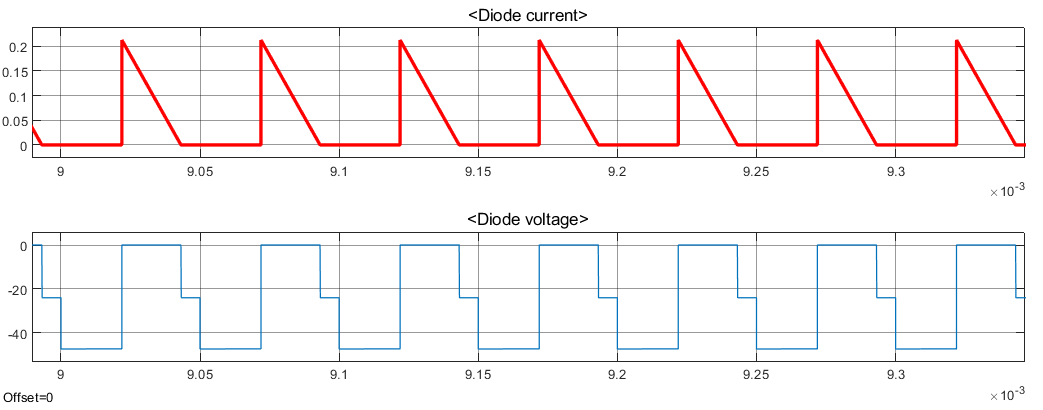 <Diode current>
0.2
0.15
0.1
0.05
0
9 9.05 9.1 9.15 9.2 9.25 9.3
×10-3
<Diode voltage>
0
-20
-40
9 9.05 9.1 9.15 9.2 9.25 9.3
×10-3
Offset=0